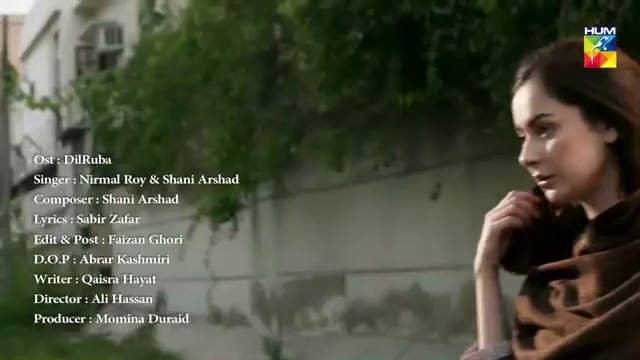 HUM
Ost : DilRuba
Singer : Nirmal Roy & Shani Arshad
Composer : Shani Arshad
Lyrics : Sabir Zafar
Edit & Post : Faizan Ghori
D.O.P : Abrar Kashmiri
Writer : Qaisra Hayat
Director : Ali Hassan
Producer : Momina Duraid